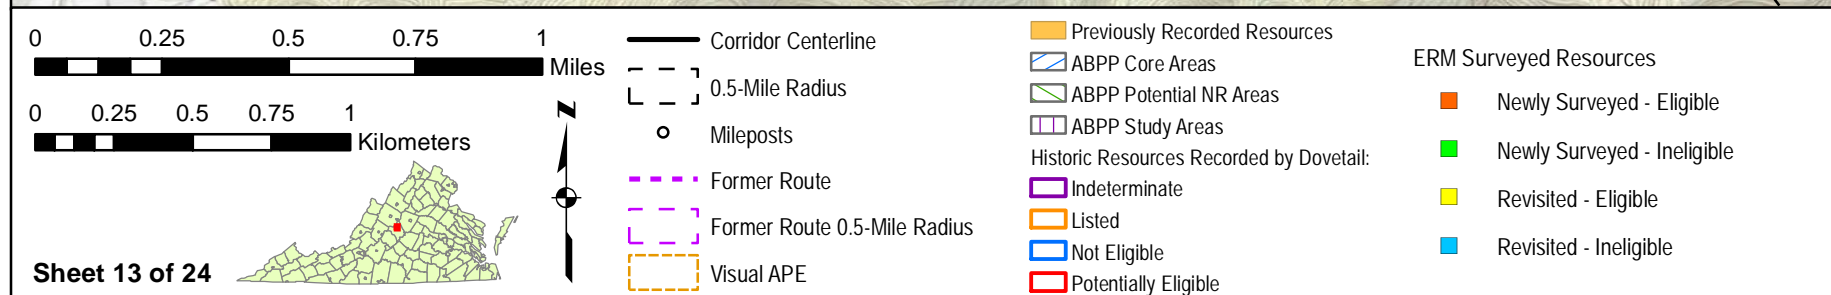 0 0.25 0.5 0.75 1
Miles
0 0.25 0.5 0.75 1
Kilometers
Sheet 13 of 24
N
Corridor Centerline
0.5-Mile Radius
Mileposts
Former Route
Former Route 0.5-Mile Radius
Visual APE
Previously Recorded Resources
ABPP Core Areas
ABPP Potential NR Areas
ABPP Study Areas
Historic Resources Recorded by Dovetail:
Indeterminate
Listed
Not Eligible
Potentially Eligible
ERM Surveyed Resources
Newly Surveyed - Eligible
Newly Surveyed - Ineligible
Revisited - Eligible
Revisited - Ineligible